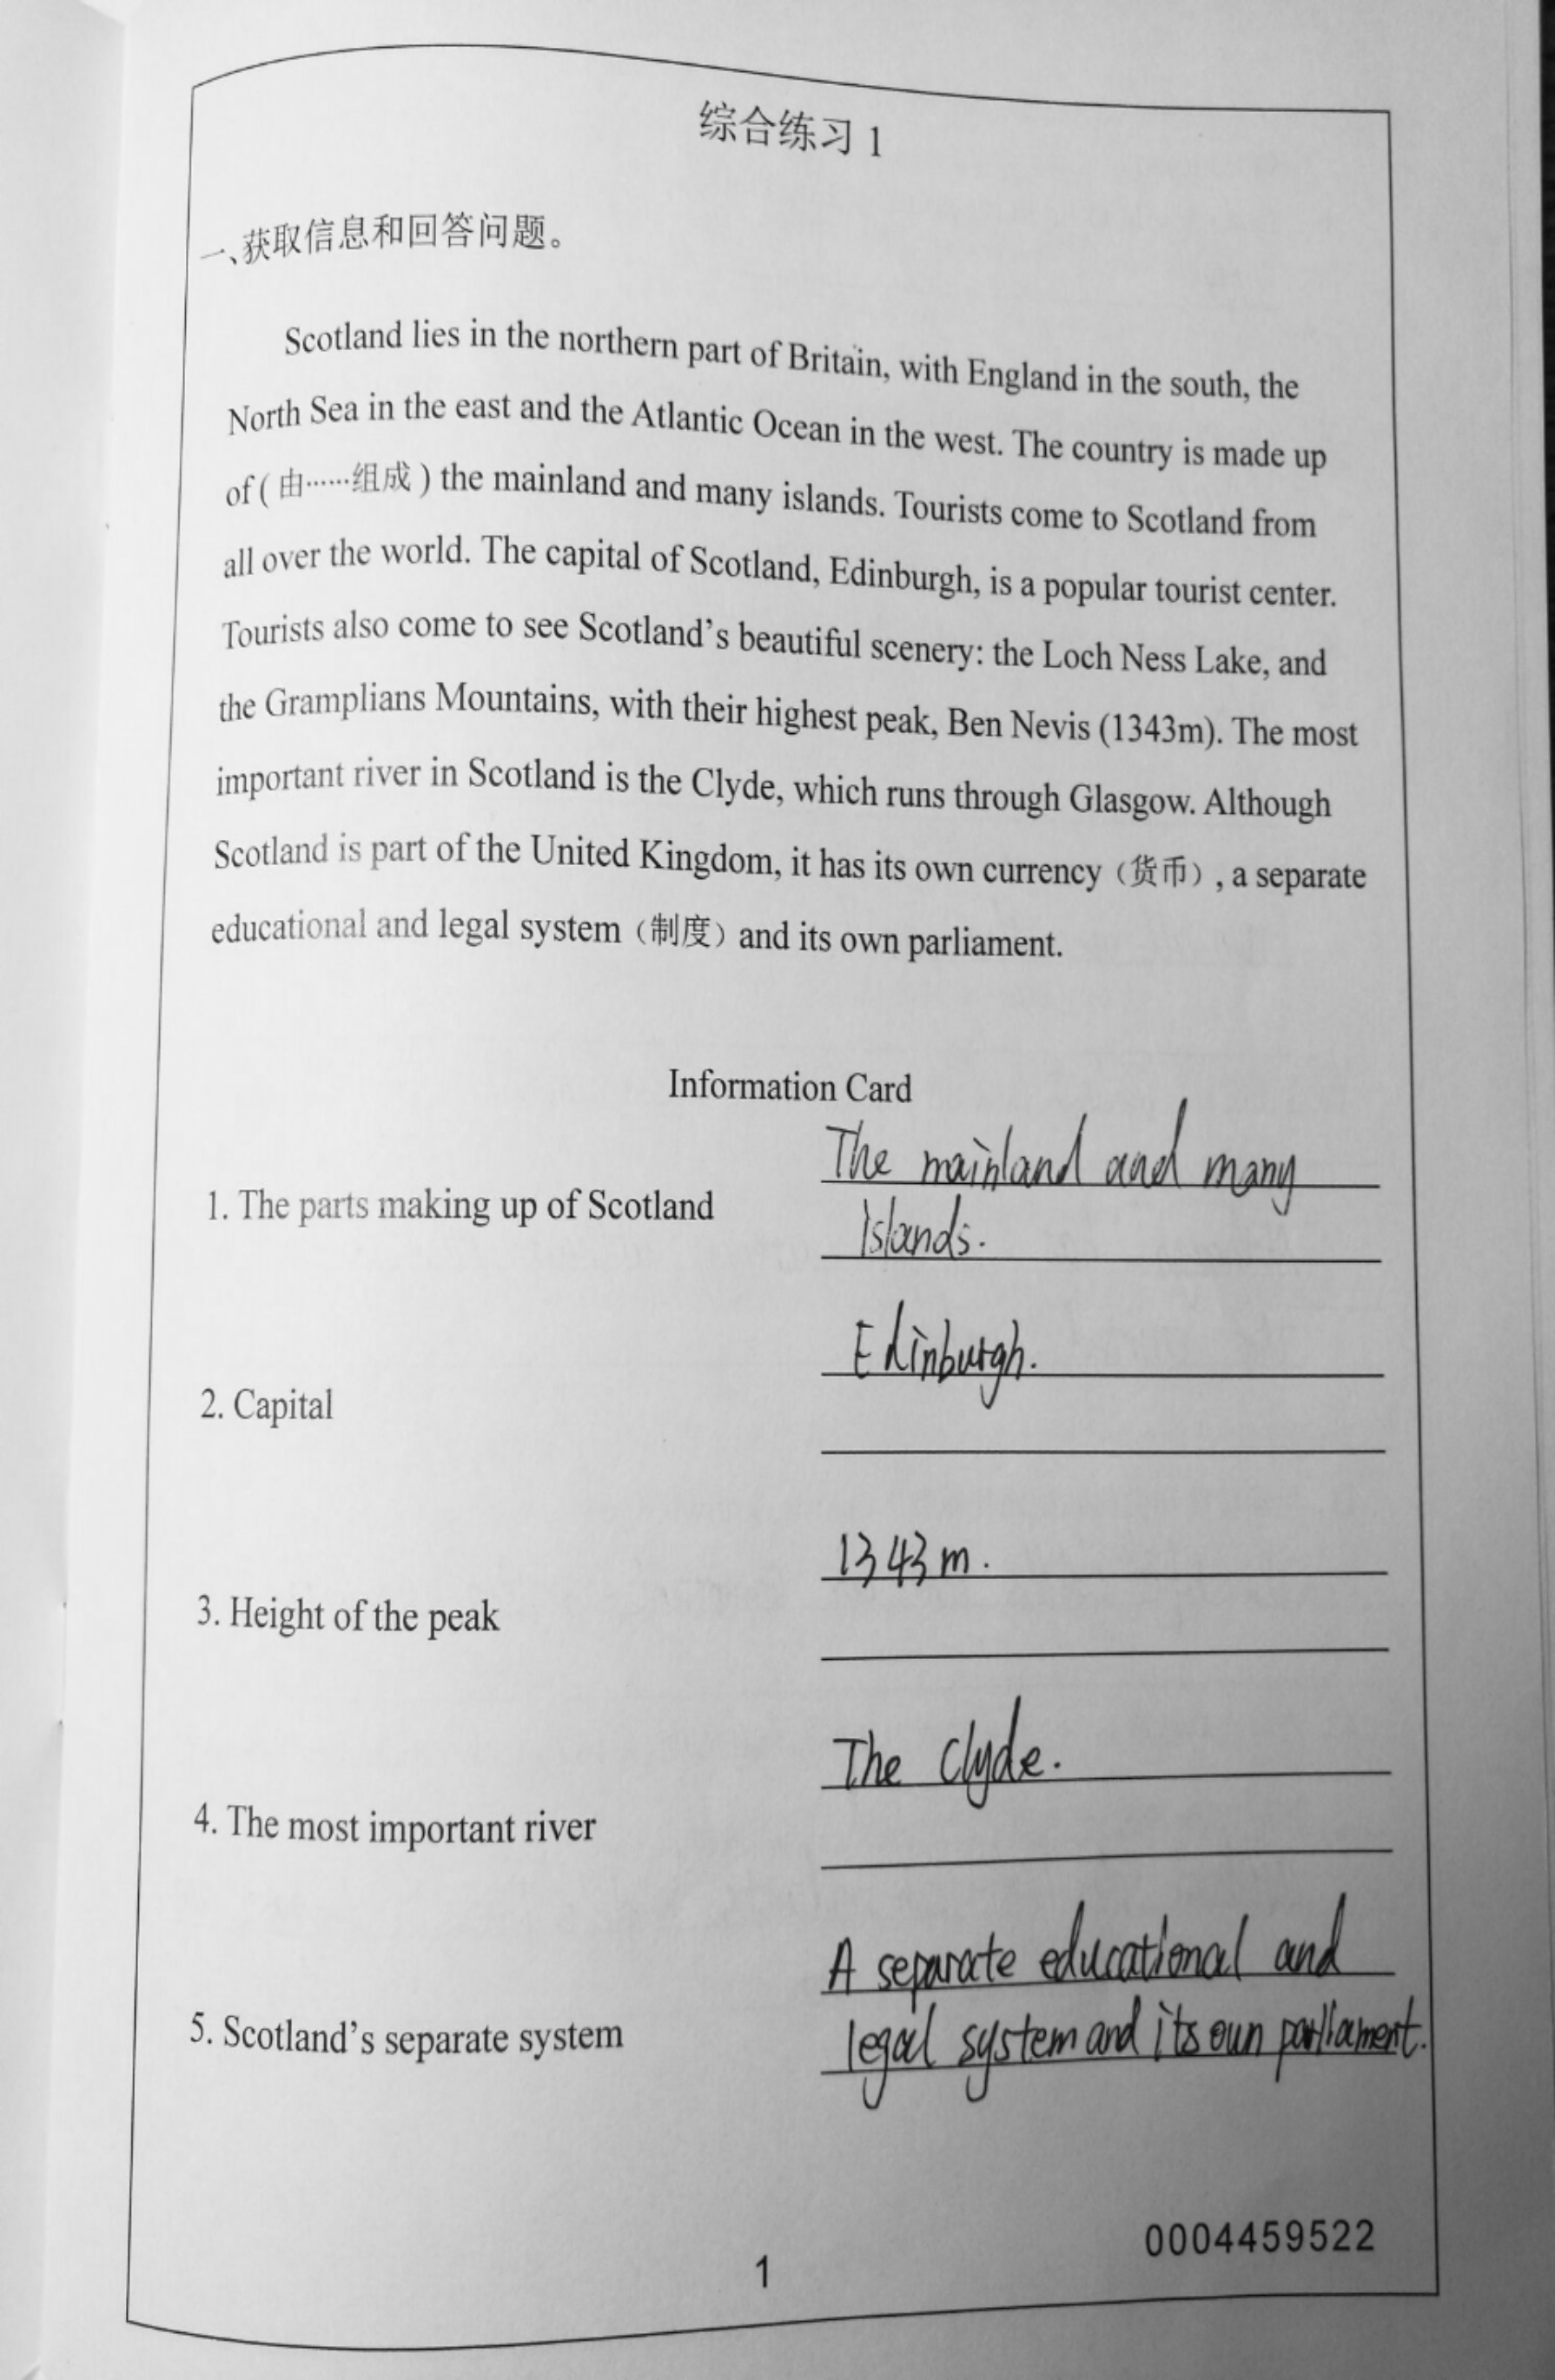 综合练习 1
一、获取信息和回答问题。
Scotland lies in the northern part of Britain, with England in the south, the
North Sea in the east and the Atlantic Ocean in the west. The country is made up
of ( 由……组成 ) the mainland and many islands. Tourists come to Scotland from
all over the world. The capital of Scotland, Edinburgh, is a popular tourist center.
Tourists also come to see Scotland's beautiful scenery: the Loch Ness Lake, and
the Gramplians Mountains, with their highest peak, Ben Nevis (1343m). The most
important river in Scotland is the Clyde, which runs through Glasgow. Although
Scotland is part of the United Kingdom, it has its own currency（货币）, a separate
educational and legal system（制度）and its own parliament.
Information Card
1. The parts making up of Scotland
The mainland and many
islands.
2. Capital
Edinburgh.
3. Height of the peak
1343m.
4. The most important river
The Clyde.
5. Scotland's separate system
A separate educational and
legal system and its own parliament.
0004459522
1